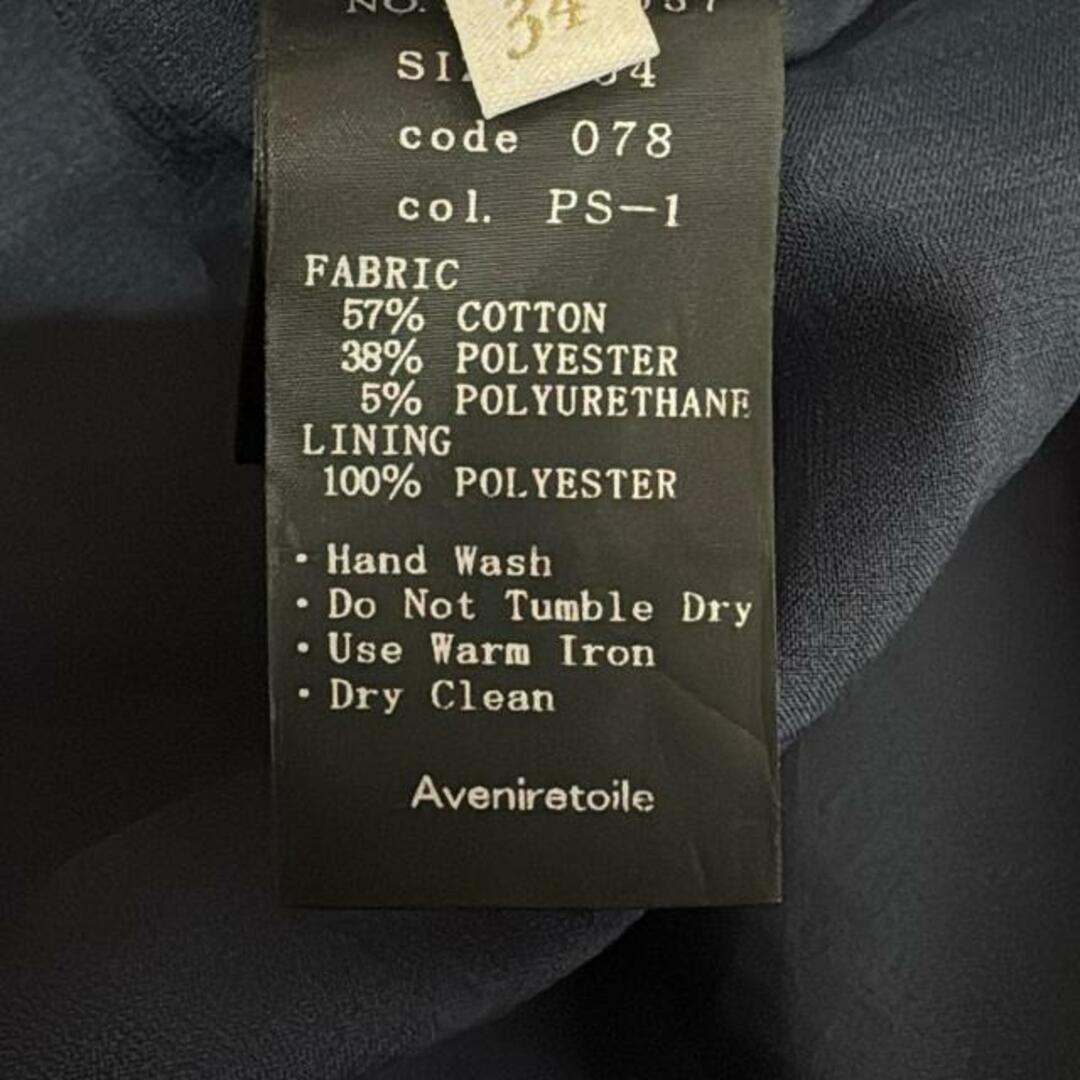 NO.
34
code 078
col. PS-1
FABRIC
57% COTTON
38% POLYESTER
5% POLYURETHANE
LINING
100% POLYESTER
・Hand Wash
・Do Not Tumble Dry
・Use Warm Iron
・Dry Clean
Aveniretoile